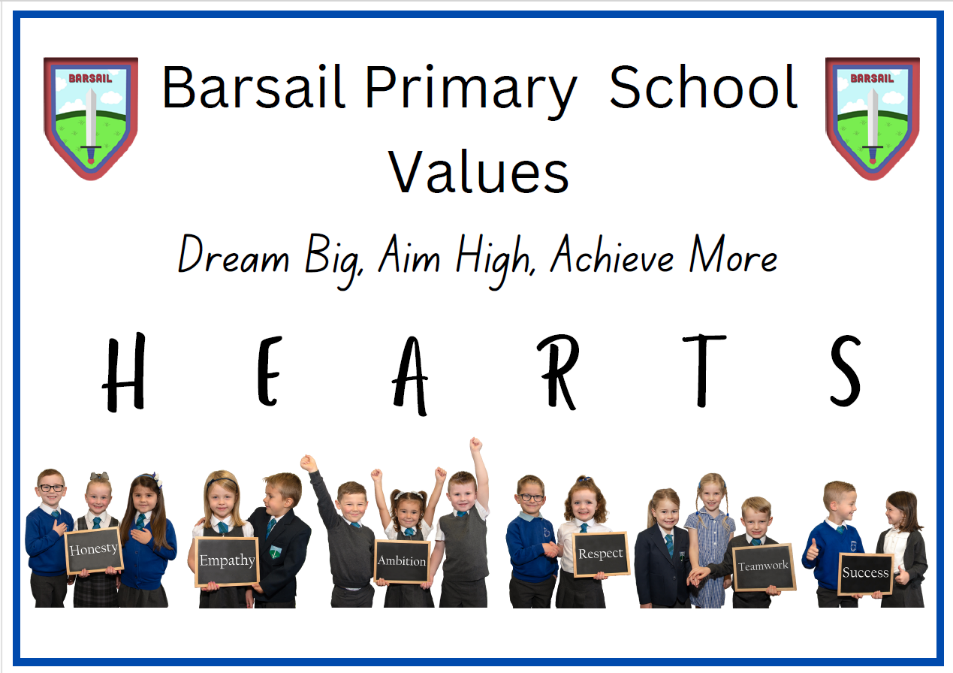 BARSAIL
Barsail Primary School
BARSAIL
Values
Dream Big, Aim High, Achieve More
H E A R T S
Honesty
Empathy
Ambition
Respect
Teamwork
Success